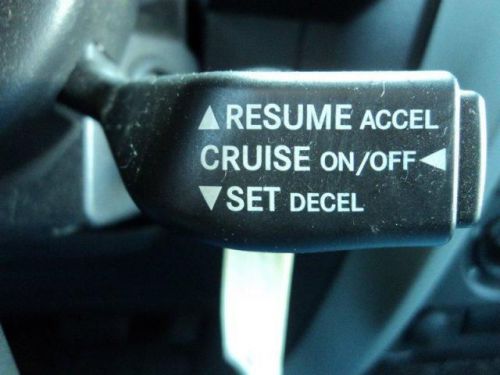 ▲RESUME ACCEL
CRUISE ON/OFF◀
▼SET DECEL